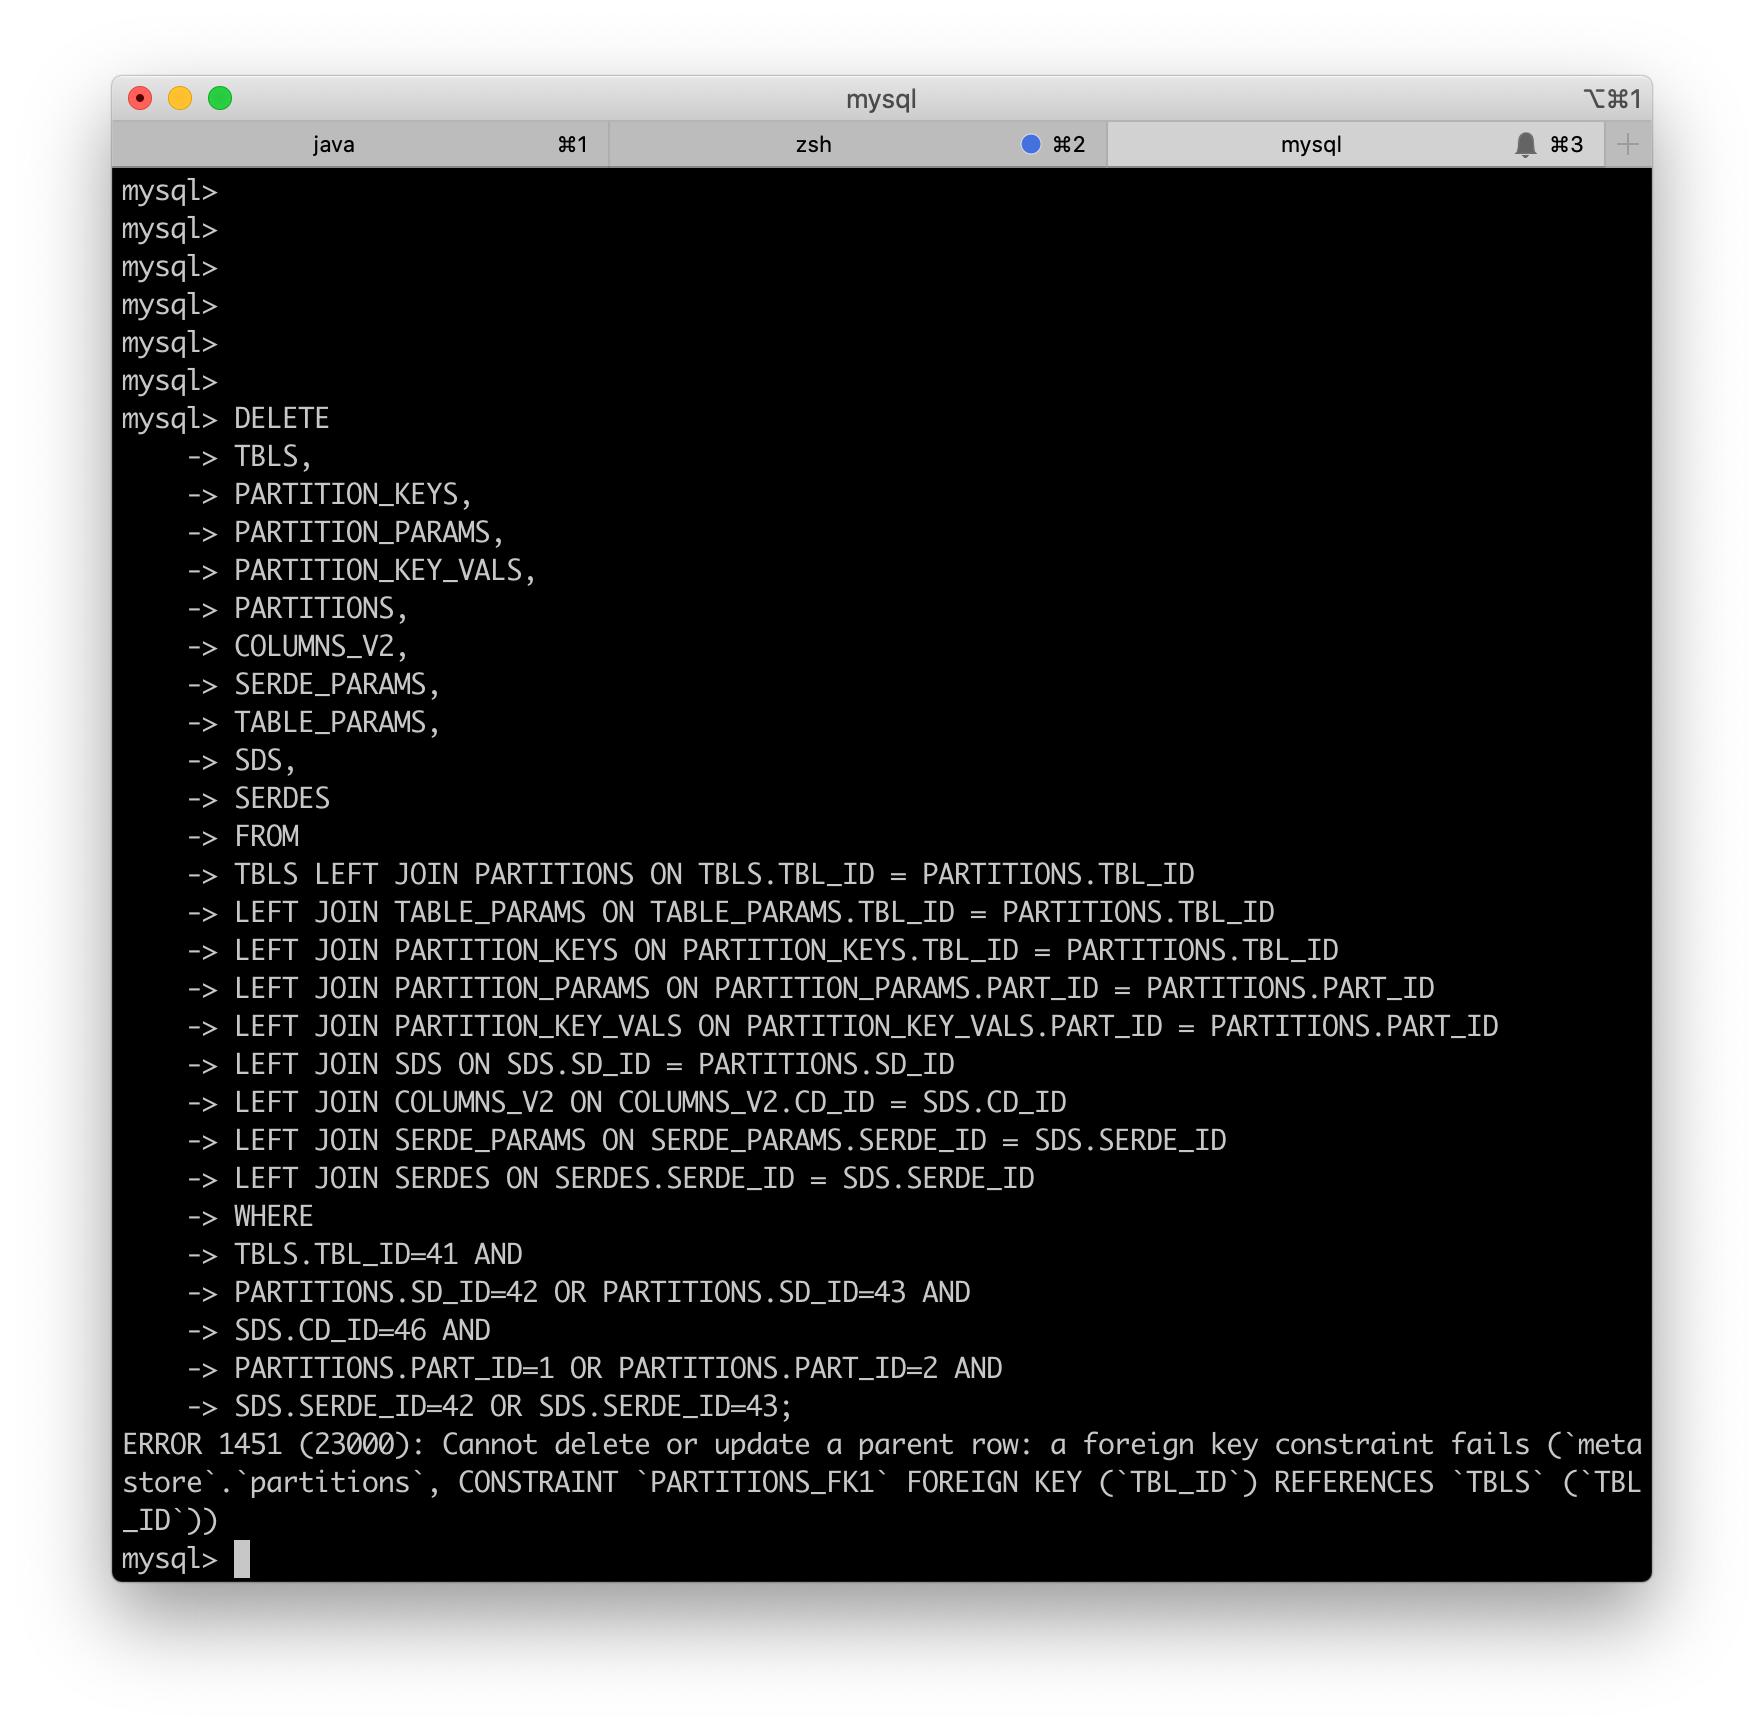 mysql ⌥⌘1
java ⌘1 zsh ⌘2 mysql ⌘3 +
mysql>
mysql>
mysql>
mysql>
mysql>
mysql>
mysql> DELETE
    -> TBLS,
    -> PARTITION_KEYS,
    -> PARTITION_PARAMS,
    -> PARTITION_KEY_VALS,
    -> PARTITIONS,
    -> COLUMNS_V2,
    -> SERDE_PARAMS,
    -> TABLE_PARAMS,
    -> SDS,
    -> SERDES
    -> FROM
    -> TBLS LEFT JOIN PARTITIONS ON TBLS.TBL_ID = PARTITIONS.TBL_ID
    -> LEFT JOIN TABLE_PARAMS ON TABLE_PARAMS.TBL_ID = PARTITIONS.TBL_ID
    -> LEFT JOIN PARTITION_KEYS ON PARTITION_KEYS.TBL_ID = PARTITIONS.TBL_ID
    -> LEFT JOIN PARTITION_PARAMS ON PARTITION_PARAMS.PART_ID = PARTITIONS.PART_ID
    -> LEFT JOIN PARTITION_KEY_VALS ON PARTITION_KEY_VALS.PART_ID = PARTITIONS.PART_ID
    -> LEFT JOIN SDS ON SDS.SD_ID = PARTITIONS.SD_ID
    -> LEFT JOIN COLUMNS_V2 ON COLUMNS_V2.CD_ID = SDS.CD_ID
    -> LEFT JOIN SERDE_PARAMS ON SERDE_PARAMS.SERDE_ID = SDS.SERDE_ID
    -> LEFT JOIN SERDES ON SERDES.SERDE_ID = SDS.SERDE_ID
    -> WHERE
    -> TBLS.TBL_ID=41 AND
    -> PARTITIONS.SD_ID=42 OR PARTITIONS.SD_ID=43 AND
    -> SDS.CD_ID=46 AND
    -> PARTITIONS.PART_ID=1 OR PARTITIONS.PART_ID=2 AND
    -> SDS.SERDE_ID=42 OR SDS.SERDE_ID=43;
ERROR 1451 (23000): Cannot delete or update a parent row: a foreign key constraint fails (`meta
store`.`partitions`, CONSTRAINT `PARTITIONS_FK1` FOREIGN KEY (`TBL_ID`) REFERENCES `TBLS` (`TBL
_ID`))
mysql>